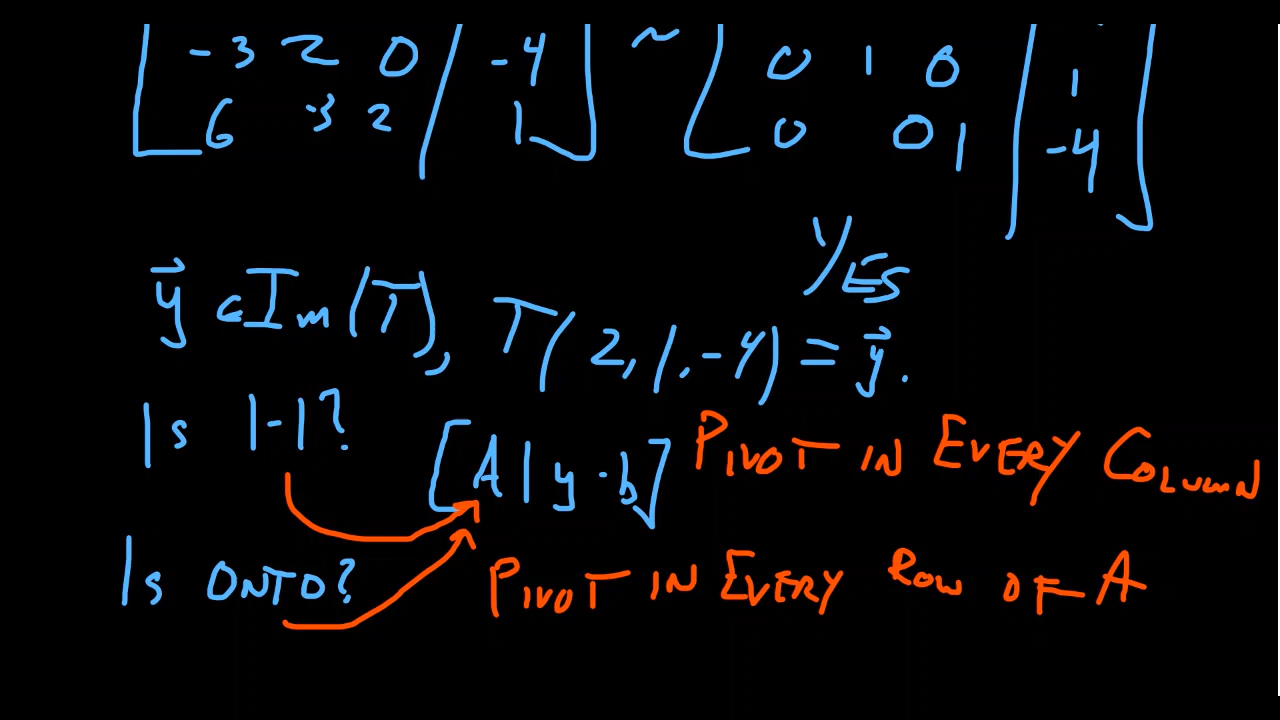 -3 2 0 | -4 ~ 0 1 0 | 1
6 -3 2 | 1 0 0 1 | -4
YES
y⃗ ∈ Im(T), T(2,1,-4) = y⃗.
Is 1-1? [A | y-b] PIVOT IN EVERY COLUMN
Is ONTO? PIVOT IN EVERY ROW OF A